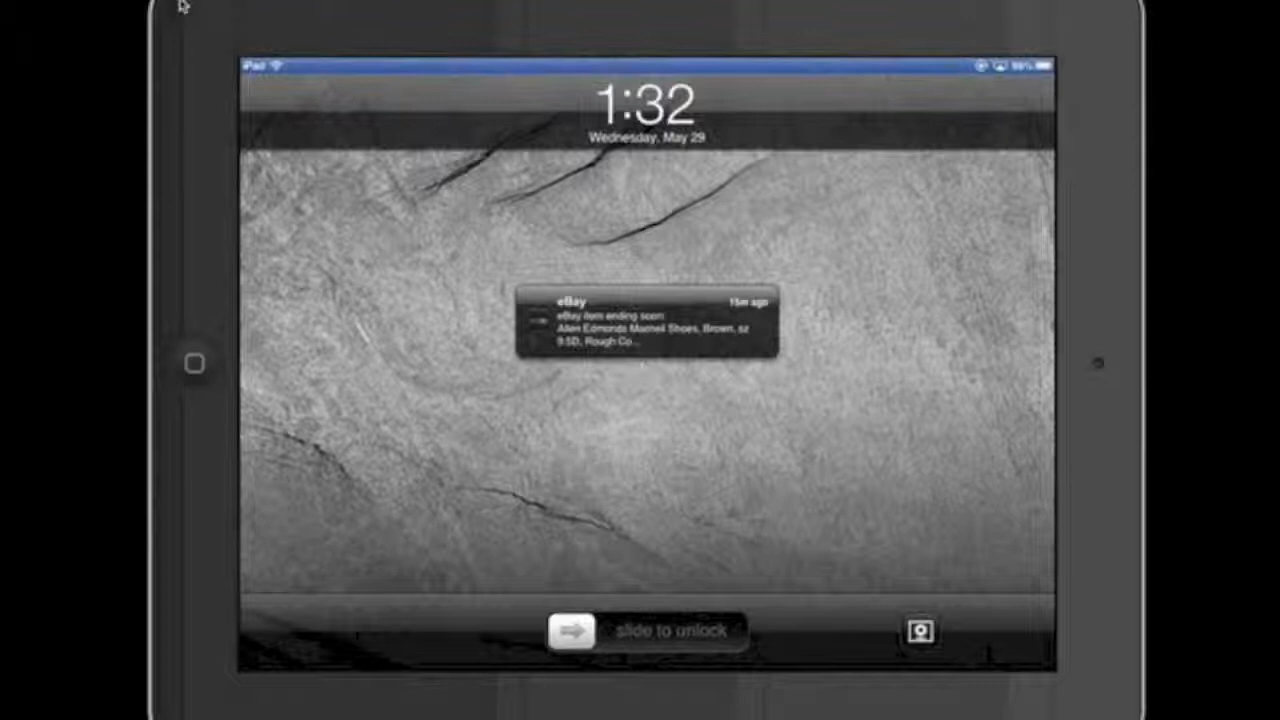 iPad
1:32
Wednesday, May 29
eBay 15m ago
eBay item ending soon:
Allen Edmonds Maxnell Shoes, Brown, sz
9.5D, Rough Co...
slide to unlock